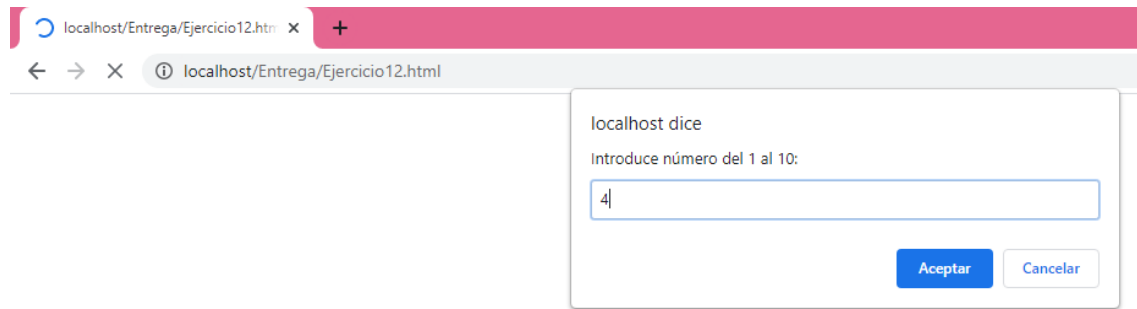 localhost/Entrega/Ejercicio12.htm
localhost/Entrega/Ejercicio12.html
localhost dice
Introduce número del 1 al 10:
4
Aceptar Cancelar